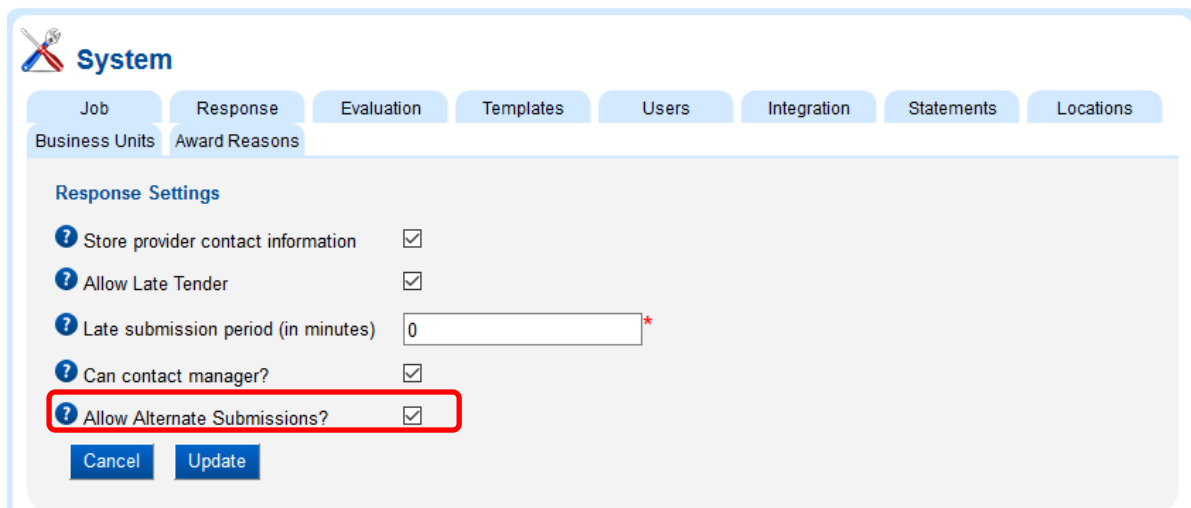 System
Job Response Evaluation Templates Users Integration Statements Locations
Business Units Award Reasons
Response Settings
? Store provider contact information
? Allow Late Tender
? Late submission period (in minutes) 0 *
? Can contact manager?
? Allow Alternate Submissions?
Cancel Update